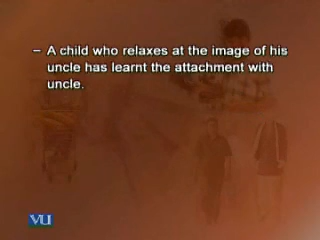 – A child who relaxes at the image of his
uncle has learnt the attachment with
uncle.
VU